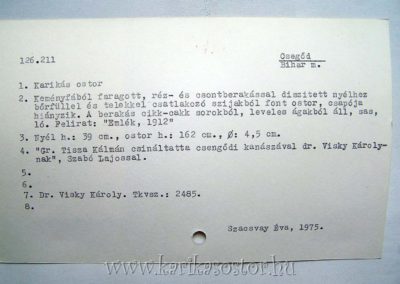 126.211
Csegőd
Bihar m.
1. Karikás ostor
2. Keményfából faragott, réz- és csontberakással diszitett nyélhez
bőrfüllel és telekkel csatlakozó szijakból font ostor, csapója
hiányzik. A berakás cikk-cakk sorokból, leveles ágakból áll, sas,
ló. Felirat: "Emlék, 1912"
3. Nyél h.: 39 cm., ostor h.: 162 cm., Ø: 4,5 cm.
4. "Gr. Tisza Kálmán csináltatta csengődi kanászával dr. Visky Károly-
nak", Szabó Lajossal.
5.
6.
7. Dr. Visky Károly. Tkvsz.: 2485.
8.
Szacsvay Éva, 1975.
www.karikasostor.hu